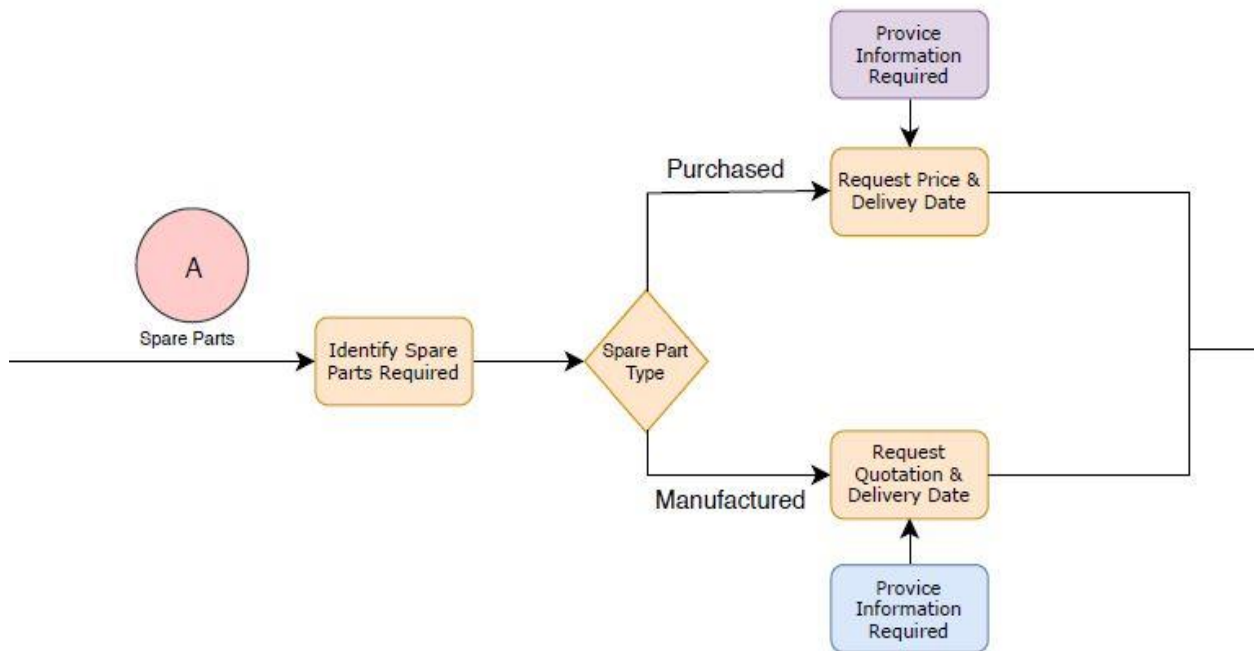 Provice
Information
Required
Purchased
Request Price &
Delivey Date
A
Spare Parts
Identify Spare
Parts Required
Spare Part
Type
Manufactured
Request
Quotation &
Delivery Date
Provice
Information
Required